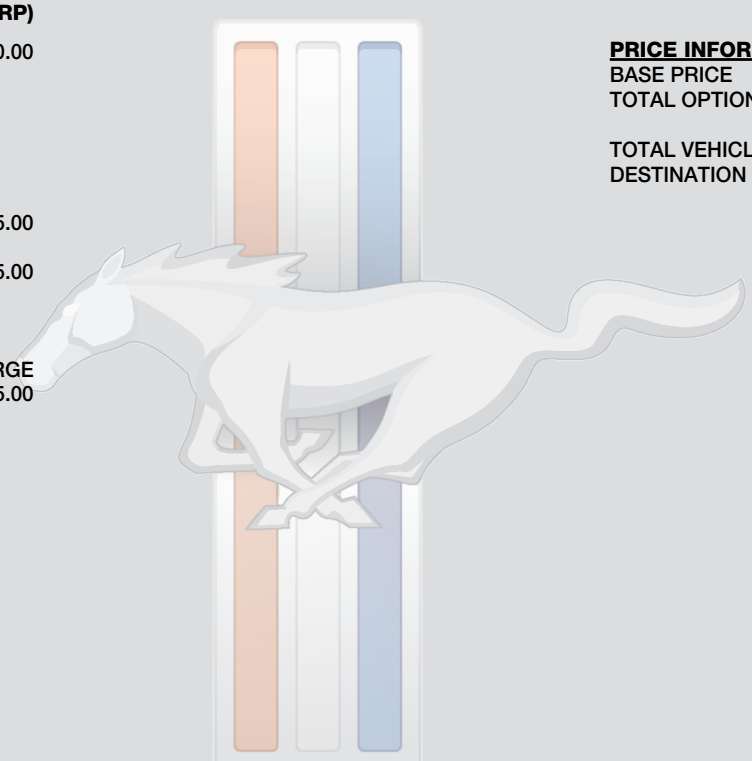 RP)
0.00
5.00
5.00
RGE
5.00
PRICE INFOR
BASE PRICE
TOTAL OPTION
TOTAL VEHICL
DESTINATION